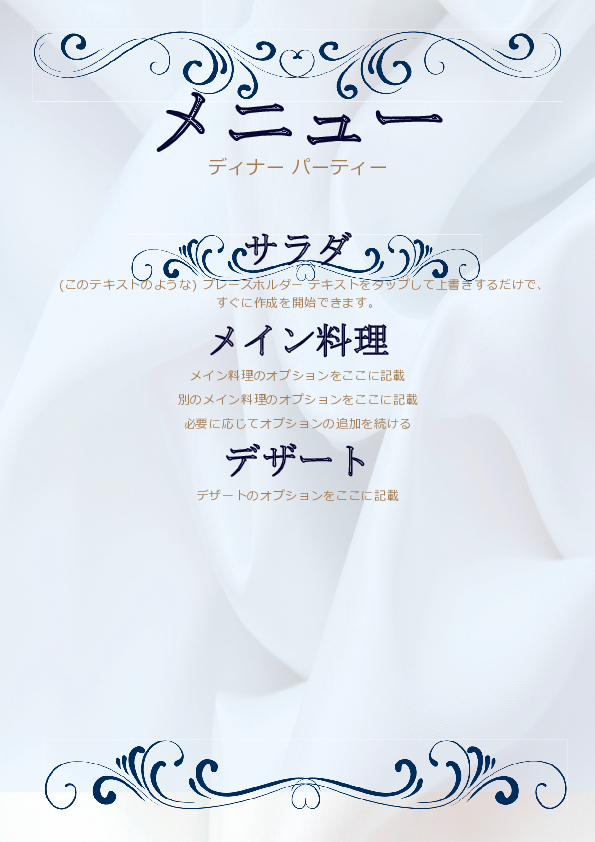 メニュー
ディナー パーティー
サラダ
(このテキストのような) プレースホルダー テキストをタップして上書きするだけで、
すぐに作成を開始できます。
メイン料理
メイン料理のオプションをここに記載
別のメイン料理のオプションをここに記載
必要に応じてオプションの追加を続ける
デザート
デザートのオプションをここに記載